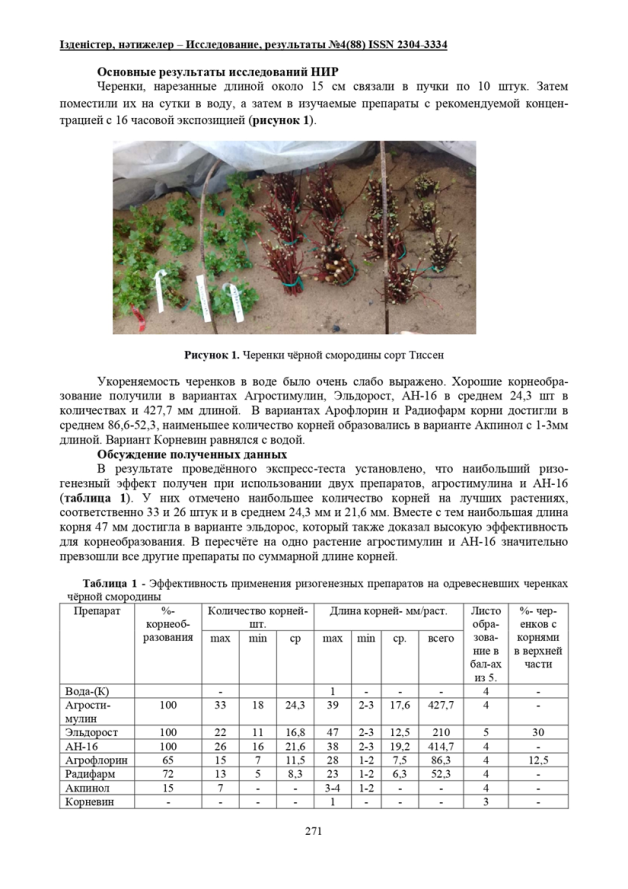 Ізденістер, нәтижелер – Исследование, результаты №4(88) ISSN 2304-3334
Основные результаты исследований НИР
Черенки, нарезанные длиной около 15 см связали в пучки по 10 штук. Затем
поместили их на сутки в воду, а затем в изучаемые препараты с рекомендуемой концен-
трацией с 16 часовой экспозицией (рисунок 1).
Рисунок 1. Черенки чёрной смородины сорт Тиссен
Укореняемость черенков в воде было очень слабо выражено. Хорошие корнеобра-
зование получили в вариантах Агростимулин, Эльдорост, АН-16 в среднем 24,3 шт в
количествах и 427,7 мм длиной. В вариантах Арофлорин и Радиофарм корни достигли в
среднем 86,6-52,3, наименьшее количество корней образовались в варианте Акпинол с 1-3мм
длиной. Вариант Корневин равнялся с водой.
Обсуждение полученных данных
В результате проведённого экспресс-теста установлено, что наибольший ризо-
генезный эффект получен при использовании двух препаратов, агростимулина и АН-16
(таблица 1). У них отмечено наибольшее количество корней на лучших растениях,
соответственно 33 и 26 штук и в среднем 24,3 мм и 21,6 мм. Вместе с тем наибольшая длина
корня 47 мм достигла в варианте эльдорос, который также доказал высокую эффективность
для корнеобразования. В пересчёте на одно растение агростимулин и АН-16 значительно
превзошли все другие препараты по суммарной длине корней.
Таблица 1 - Эффективность применения ризогенезных препаратов на одревесневших черенках
чёрной смородины
Препарат %- Количество корней- Длина корней- мм/раст. Листо %- чер-
корнеоб- шт. обра- енков с
разования max min ср max min ср. всего зова- корнями
ние в в верхней
бал-ах части
из 5.
Вода-(К) - 1 - - - 4 -
Агрости- 100 33 18 24,3 39 2-3 17,6 427,7 4 -
мулин
Эльдорост 100 22 11 16,8 47 2-3 12,5 210 5 30
АН-16 100 26 16 21,6 38 2-3 19,2 414,7 4 -
Агрофлорин 65 15 7 11,5 28 1-2 7,5 86,3 4 12,5
Радифарм 72 13 5 8,3 23 1-2 6,3 52,3 4 -
Акпинол 15 7 - - 3-4 1-2 - - 4 -
Корневин - - - - 1 - - - 3 -
271